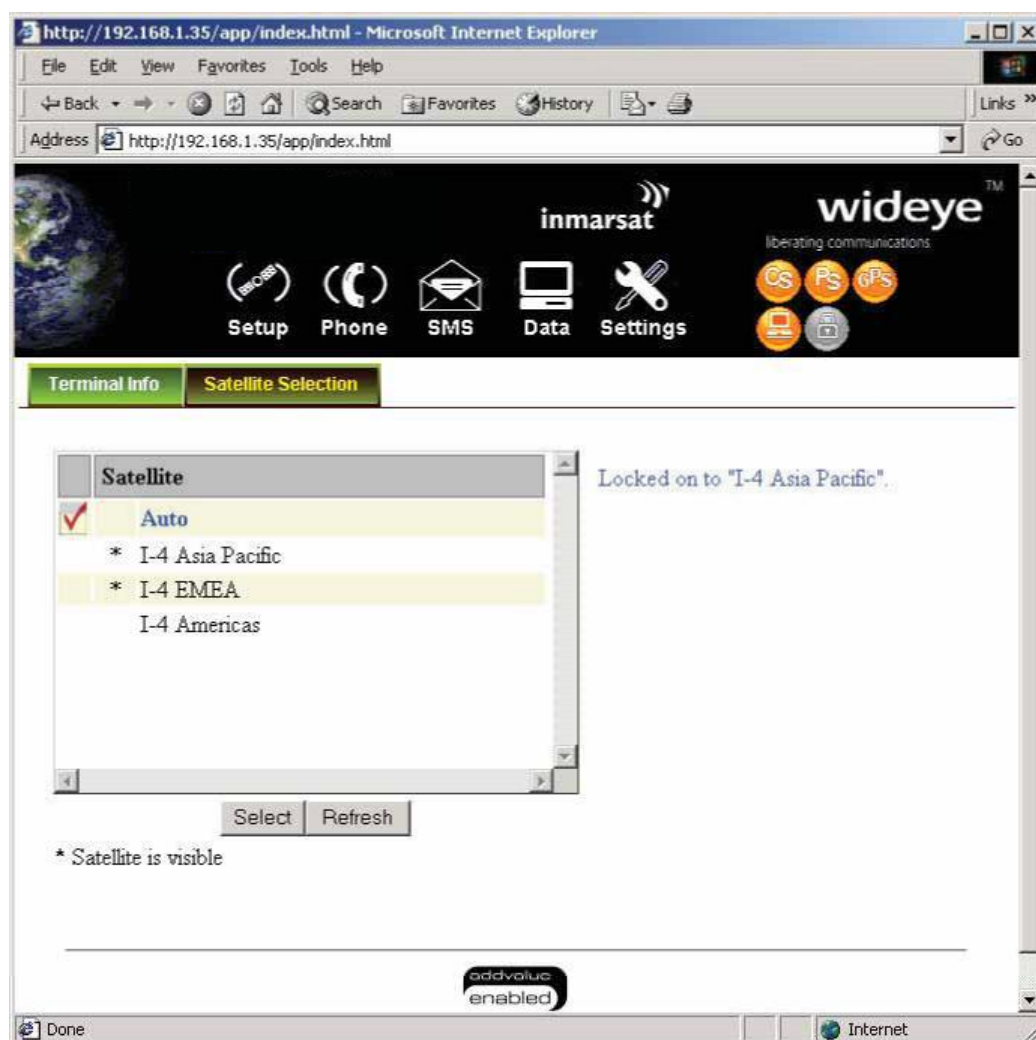 http://192.168.1.35/app/index.html - Microsoft Internet Explorer
File Edit View Favorites Tools Help
Back Search Favorites History Links »
Address http://192.168.1.35/app/index.html Go
inmarsat
wideye TM
liberating communications
CS PS GPS
Setup Phone SMS Data Settings
Terminal Info Satellite Selection
Satellite
Locked on to "I-4 Asia Pacific".
Auto
* I-4 Asia Pacific
* I-4 EMEA
I-4 Americas
Select Refresh
* Satellite is visible
addvalue
enabled
Done Internet